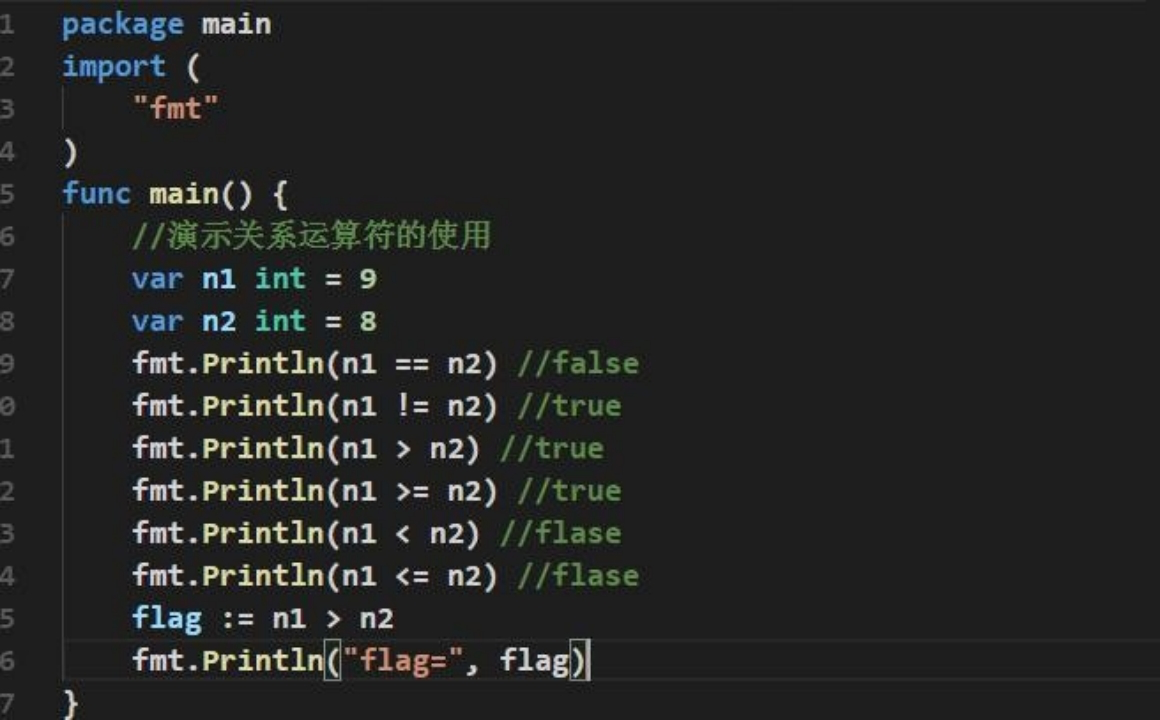 1 package main
2 import (
3     "fmt"
4 )
5 func main() {
6     //演示关系运算符的使用
7     var n1 int = 9
8     var n2 int = 8
9     fmt.Println(n1 == n2) //false
0     fmt.Println(n1 != n2) //true
1     fmt.Println(n1 > n2) //true
2     fmt.Println(n1 >= n2) //true
3     fmt.Println(n1 < n2) //flase
4     fmt.Println(n1 <= n2) //flase
5     flag := n1 > n2
6     fmt.Println("flag=", flag)
7 }